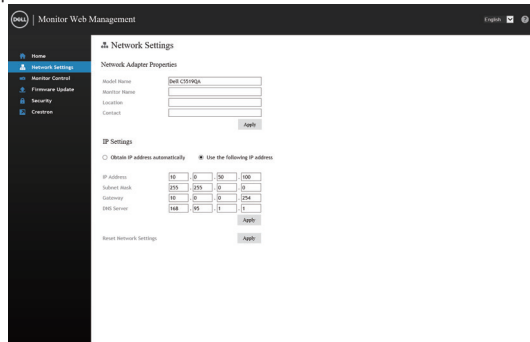 DELL Monitor Web Management English
Home
Network Settings
Monitor Control
Firmware Update
Security
Crestron
Network Settings
Network Adapter Properties
Model Name Dell C5519QA
Monitor Name
Location
Contact
Apply
IP Settings
Obtain IP address automatically Use the following IP address
IP Address 10 . 0 . 50 . 100
Subnet Mask 255 . 255 . 0 . 0
Gateway 10 . 0 . 0 . 254
DNS Server 168 . 95 . 1 . 1
Apply
Reset Network Settings Apply